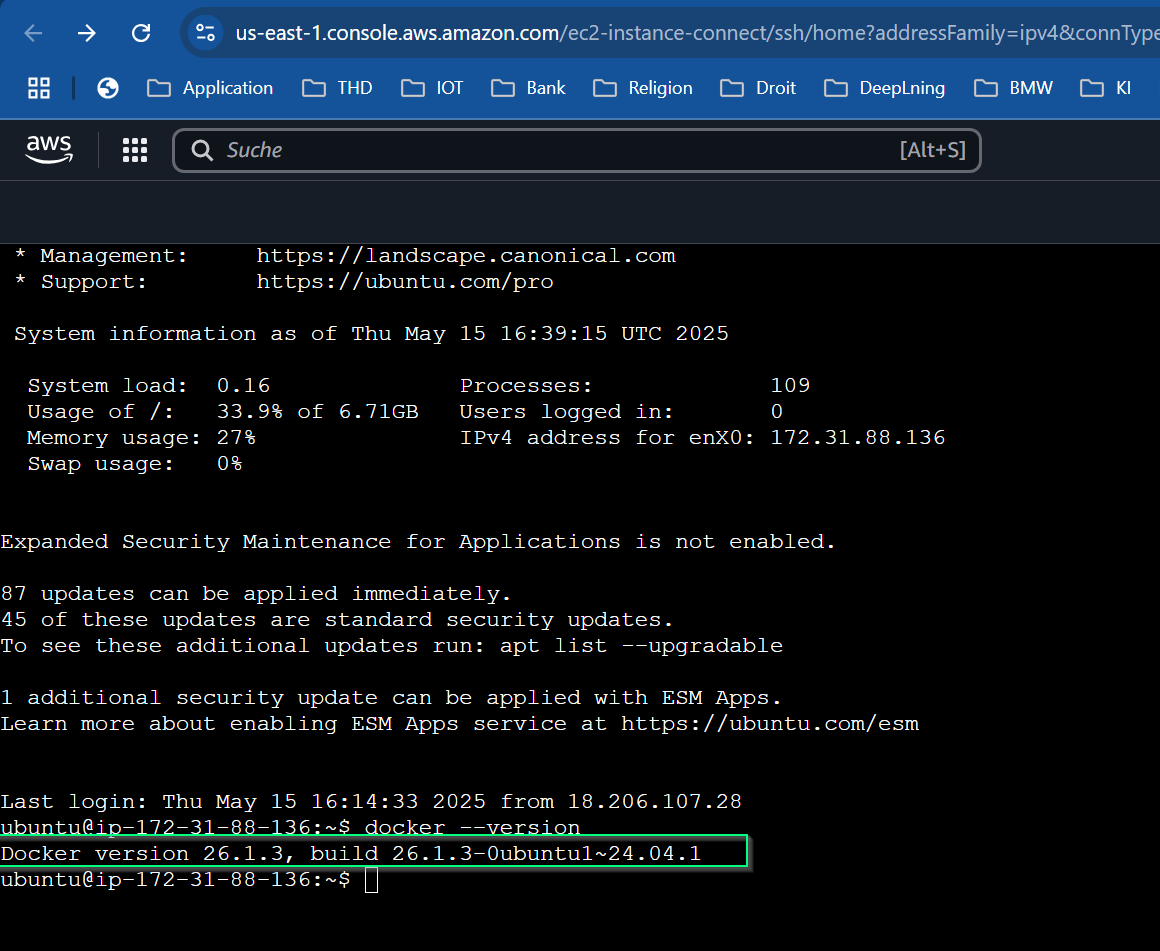 us-east-1.console.aws.amazon.com/ec2-instance-connect/ssh/home?addressFamily=ipv4&connType
Application THD IOT Bank Religion Droit DeepLning BMW KI
aws Suche [Alt+S]
* Management: https://landscape.canonical.com
* Support: https://ubuntu.com/pro
System information as of Thu May 15 16:39:15 UTC 2025
System load: 0.16 Processes: 109
Usage of /: 33.9% of 6.71GB Users logged in: 0
Memory usage: 27% IPv4 address for enX0: 172.31.88.136
Swap usage: 0%
Expanded Security Maintenance for Applications is not enabled.
87 updates can be applied immediately.
45 of these updates are standard security updates.
To see these additional updates run: apt list --upgradable
1 additional security update can be applied with ESM Apps.
Learn more about enabling ESM Apps service at https://ubuntu.com/esm
Last login: Thu May 15 16:14:33 2025 from 18.206.107.28
ubuntu@ip-172-31-88-136:~$ docker --version
Docker version 26.1.3, build 26.1.3-0ubuntu1~24.04.1
ubuntu@ip-172-31-88-136:~$